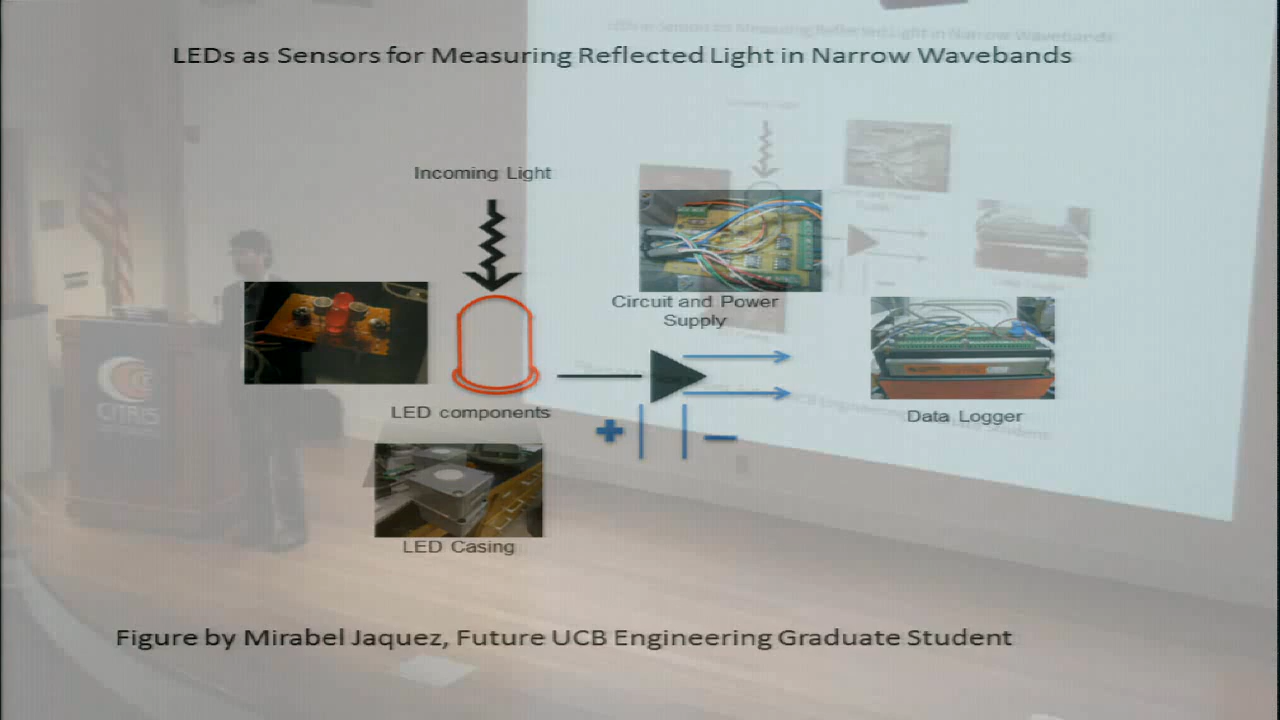 LEDs as Sensors for Measuring Reflected Light in Narrow Wavebands
Incoming Light
Circuit and Power
Supply
LED components
Data Logger
LED Casing
CITRIS
Figure by Mirabel Jaquez, Future UCB Engineering Graduate Student